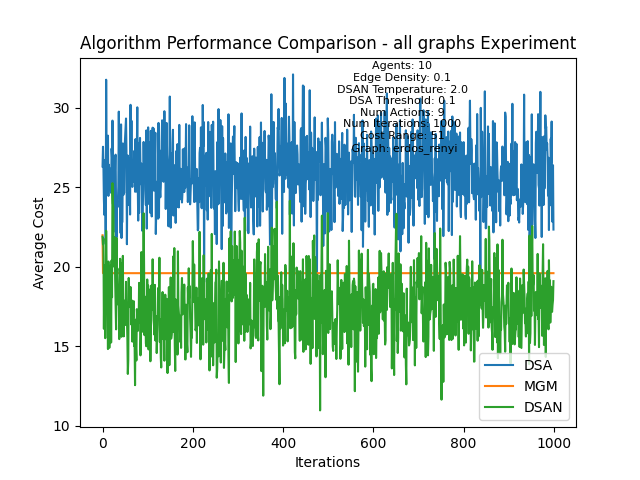 Algorithm Performance Comparison - all graphs Experiment
Agents: 10
Edge Density: 0.1
DSAN Temperature: 2.0
DSA Threshold: 0.1
Num Actions: 9
Num Iterations: 1000
Cost Range: 51
Graph: erdos_renyi
Average Cost
30
25
20
15
10
0
200
400
600
800
1000
Iterations
DSA
MGM
DSAN